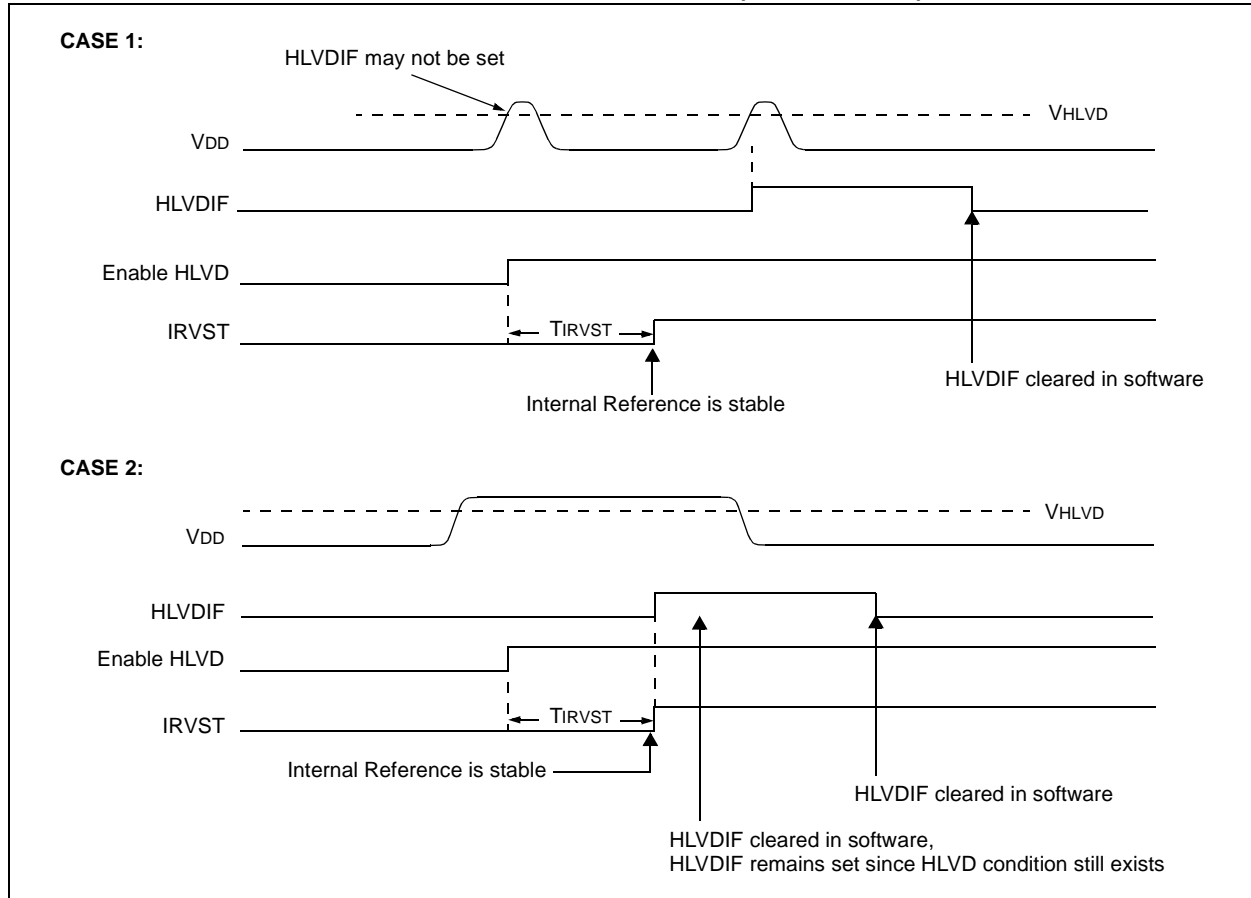 CASE 1:
HLVDIF may not be set
VHLVD
VDD
HLVDIF
Enable HLVD
TIRVST
IRVST
HLVDIF cleared in software
Internal Reference is stable
CASE 2:
VHLVD
VDD
HLVDIF
Enable HLVD
TIRVST
IRVST
Internal Reference is stable
HLVDIF cleared in software
HLVDIF cleared in software,
HLVDIF remains set since HLVD condition still exists